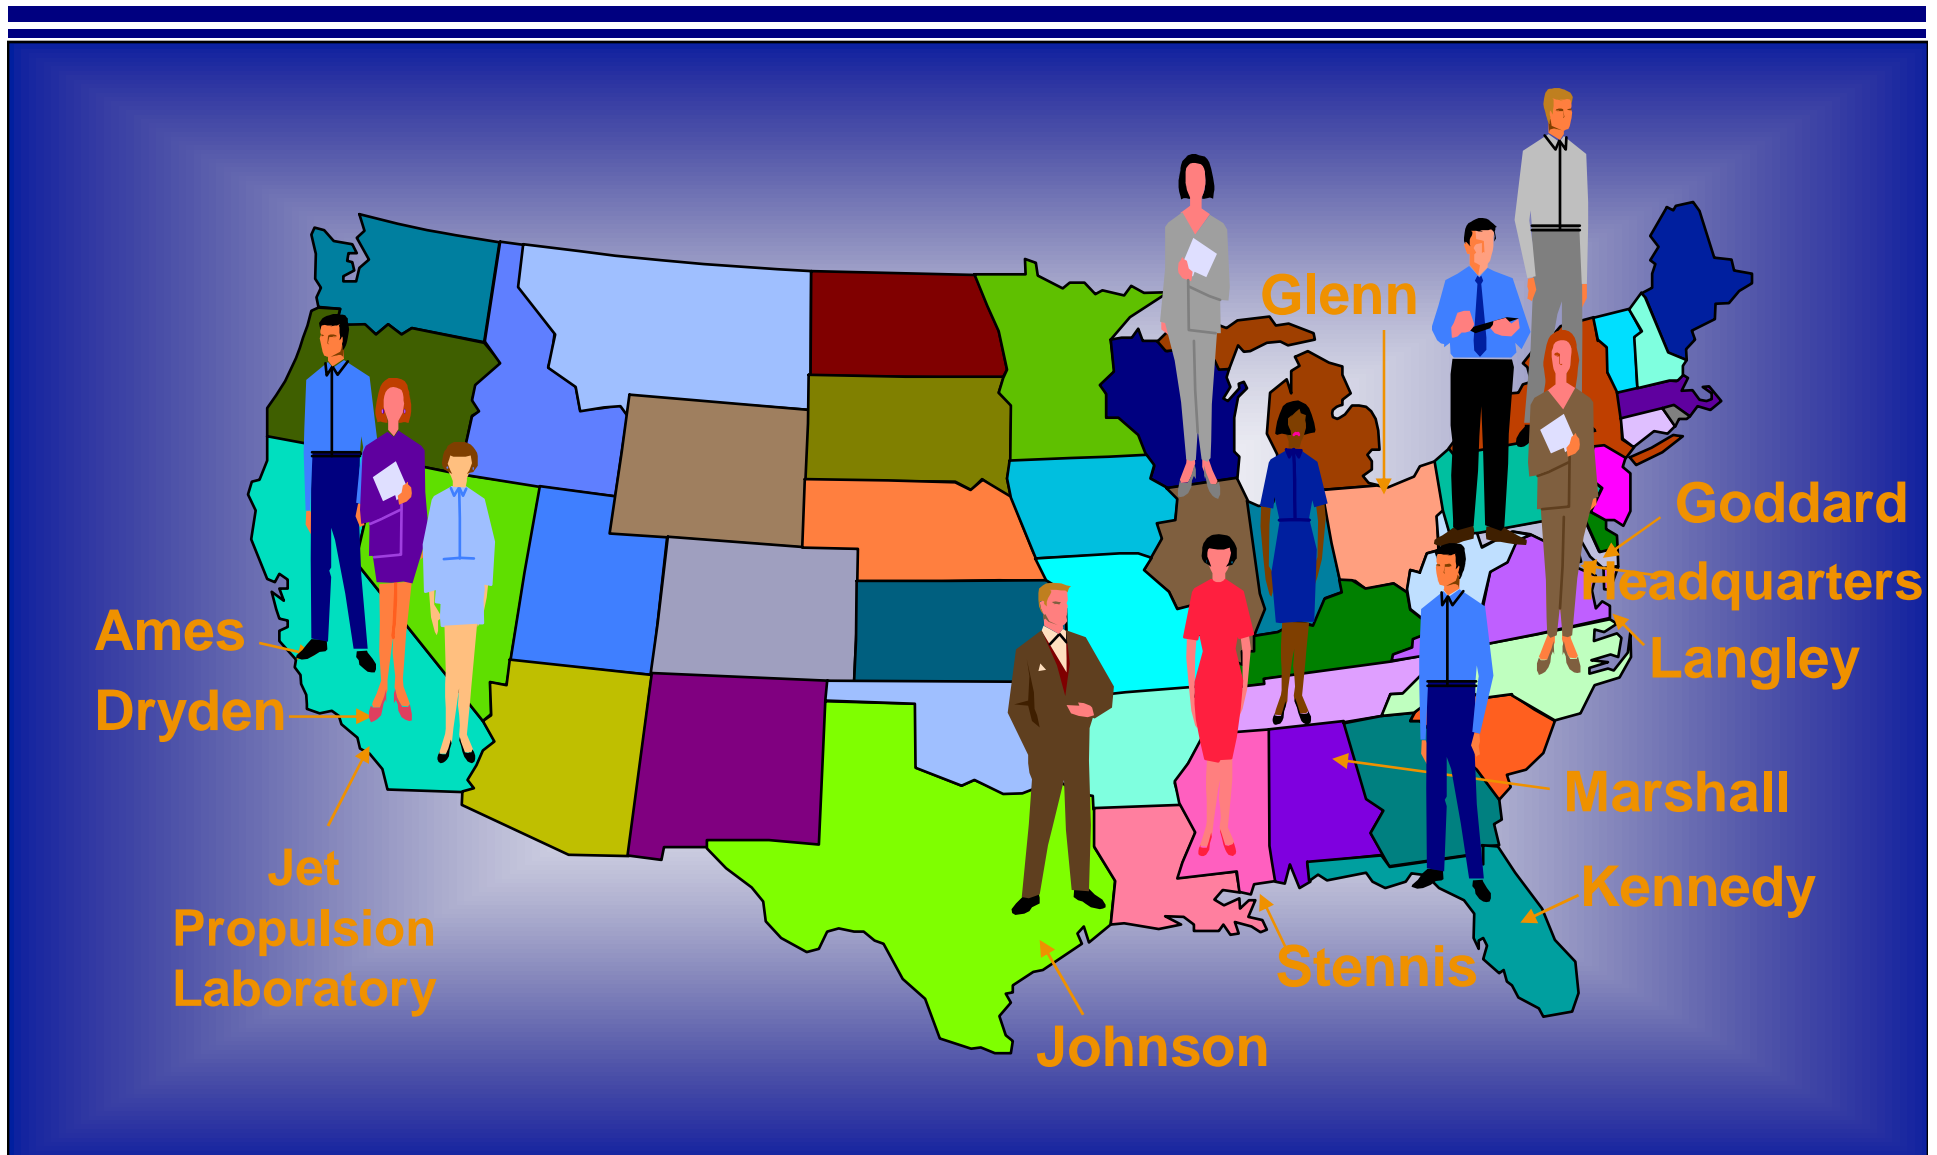 Glenn
Goddard
Headquarters
Langley
Ames
Dryden
Marshall
Jet
Propulsion
Laboratory
Kennedy
Stennis
Johnson